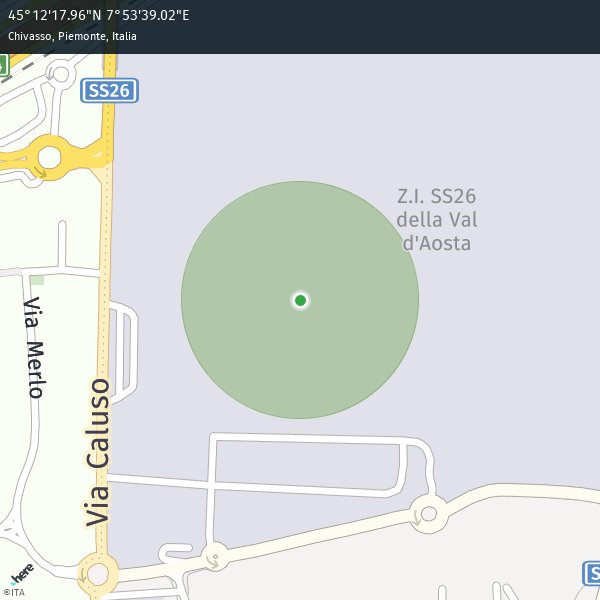 45°12'17.96"N 7°53'39.02"E
Chivasso, Piemonte, Italia
SS26
Z.I. SS26
della Val
d'Aosta
Via Merlo
Via Caluso
here
©ITA